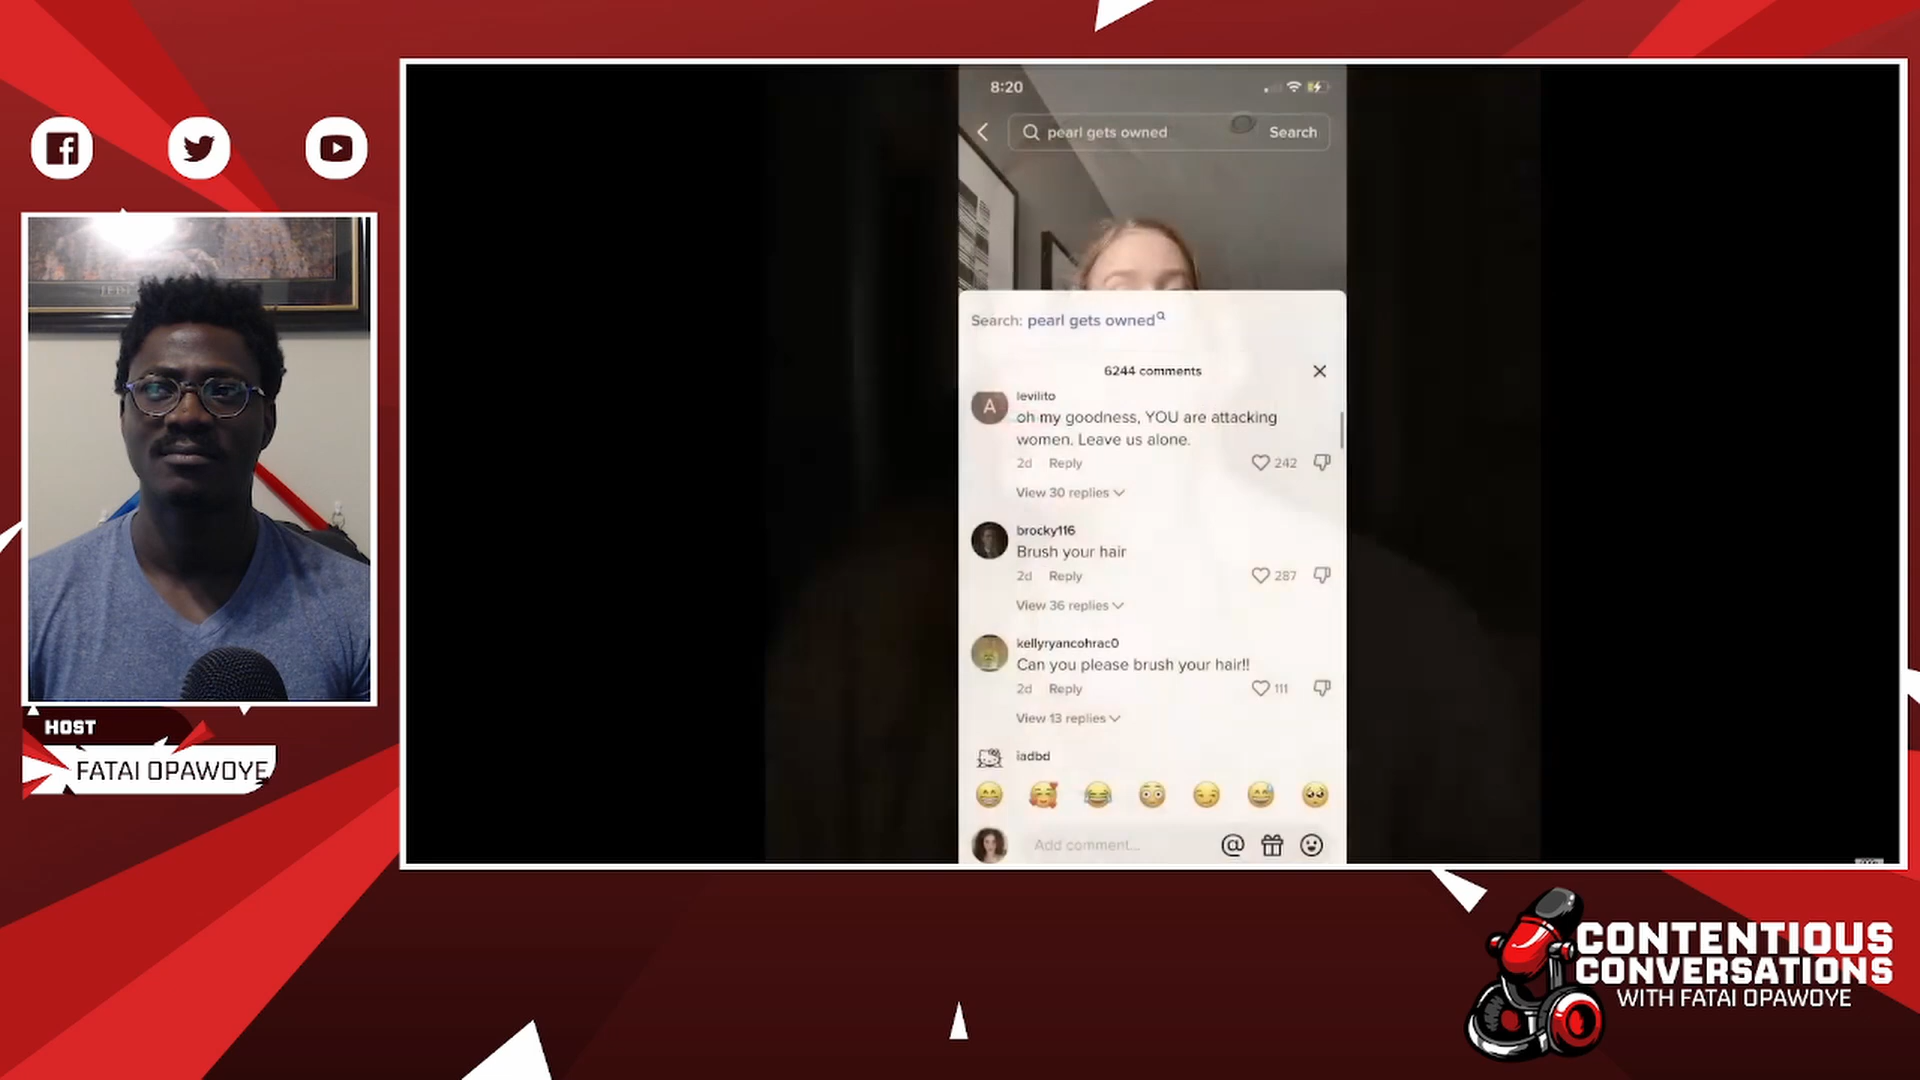 8:20
pearl gets owned
Search
Search: pearl gets owned
6244 comments
levilito
A
oh my goodness, YOU are attacking
women. Leave us alone.
2d Reply
242
View 30 replies
brocky116
Brush your hair
2d Reply
287
View 36 replies
kellyryancohrac0
Can you please brush your hair!!
2d Reply
111
View 13 replies
iadbd
Add comment...
@
HOST
FATAI OPAWOYE
CONTENTIOUS
CONVERSATIONS
WITH FATAI OPAWOYE